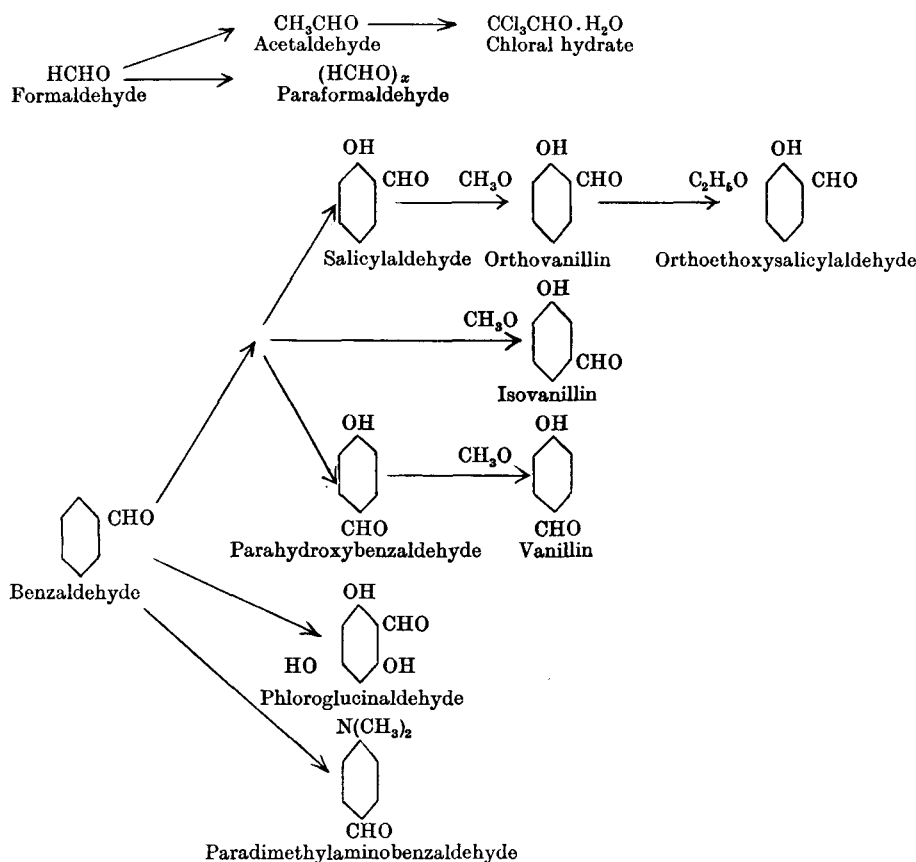 CH₃CHO CCl₃CHO.H₂O
Acetaldehyde Chloral hydrate
HCHO (HCHO)ₓ
Formaldehyde Paraformaldehyde
OH OH OH
CHO CH₃O CHO C₂H₅O CHO
Salicylaldehyde Orthovanillin Orthoethoxysalicylaldehyde
OH
CH₃O
CHO
Isovanillin
OH OH
CH₃O
CHO CHO CHO
Parahydroxybenzaldehyde Vanillin
Benzaldehyde
OH
CHO
HO OH
Phloroglucinaldehyde
N(CH₃)₂
CHO
Paradimethylaminobenzaldehyde